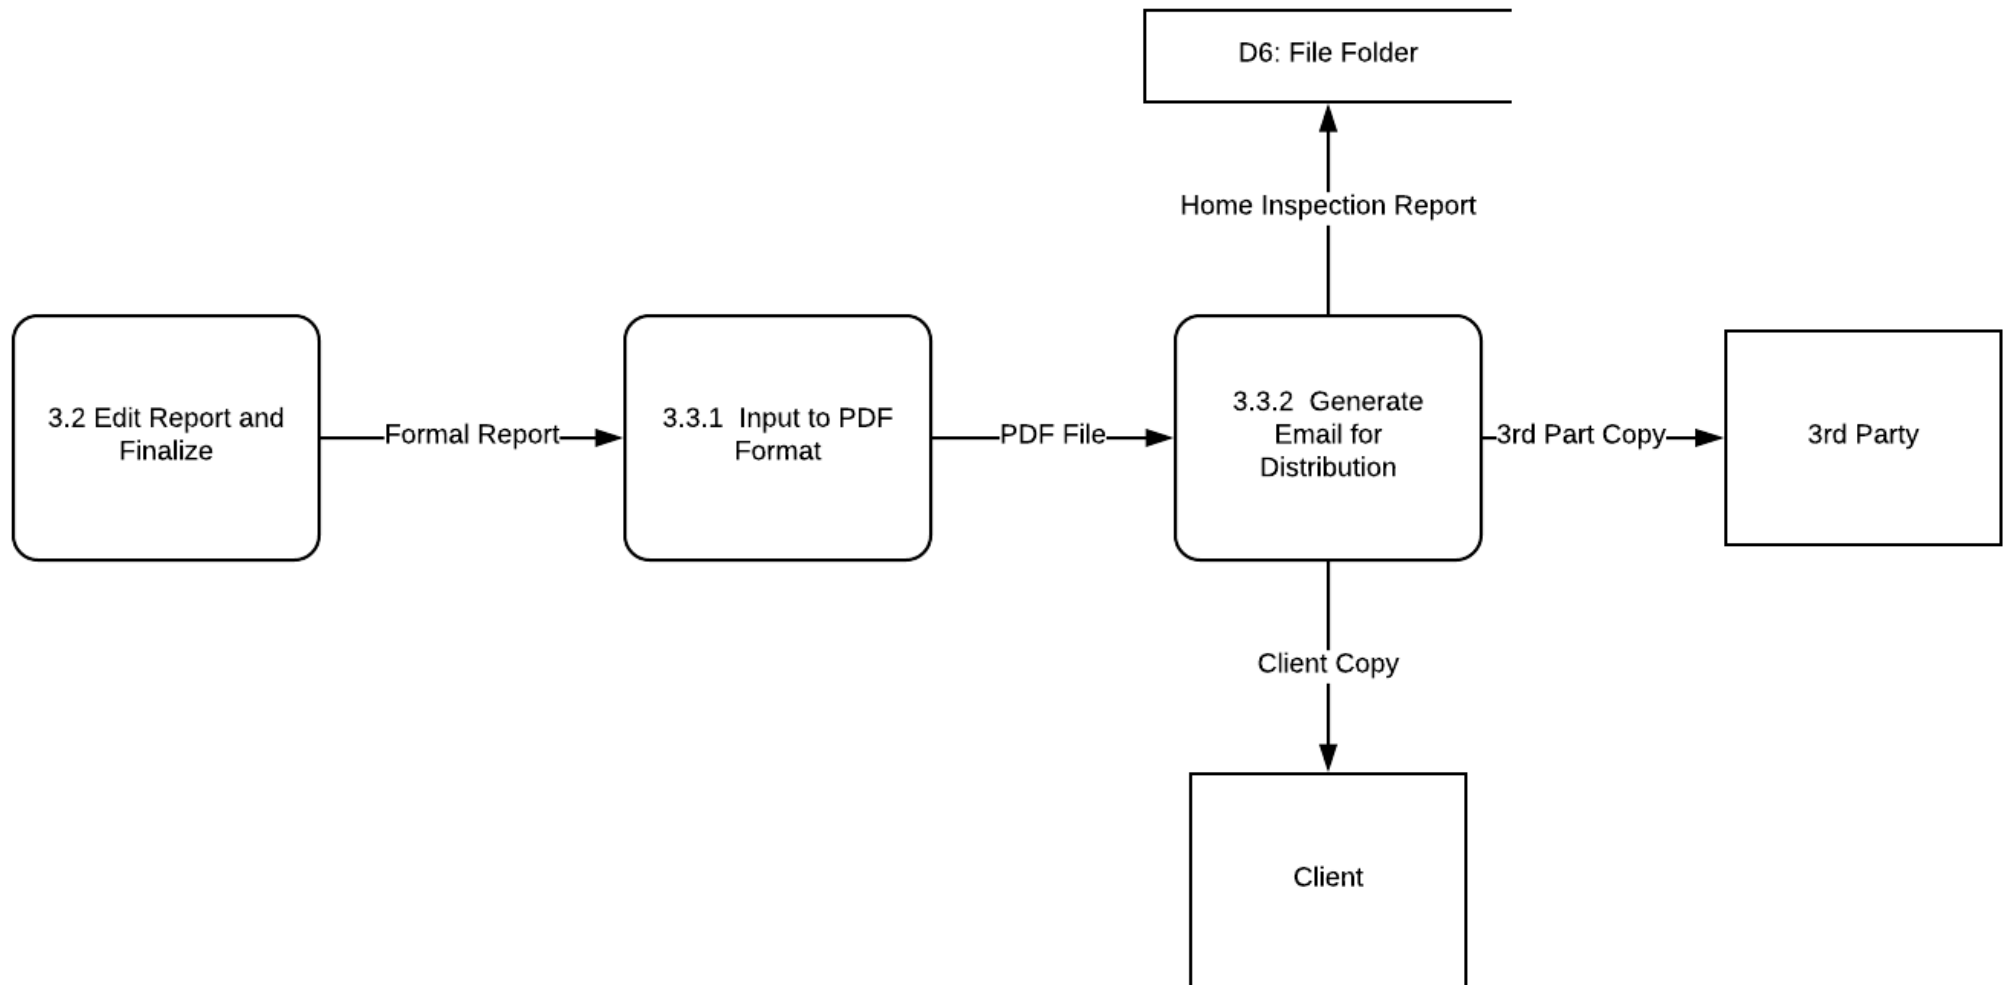 D6: File Folder
Home Inspection Report
3.2 Edit Report and
Finalize
Formal Report
3.3.1  Input to PDF
Format
PDF File
3.3.2  Generate
Email for
Distribution
3rd Part Copy
3rd Party
Client Copy
Client